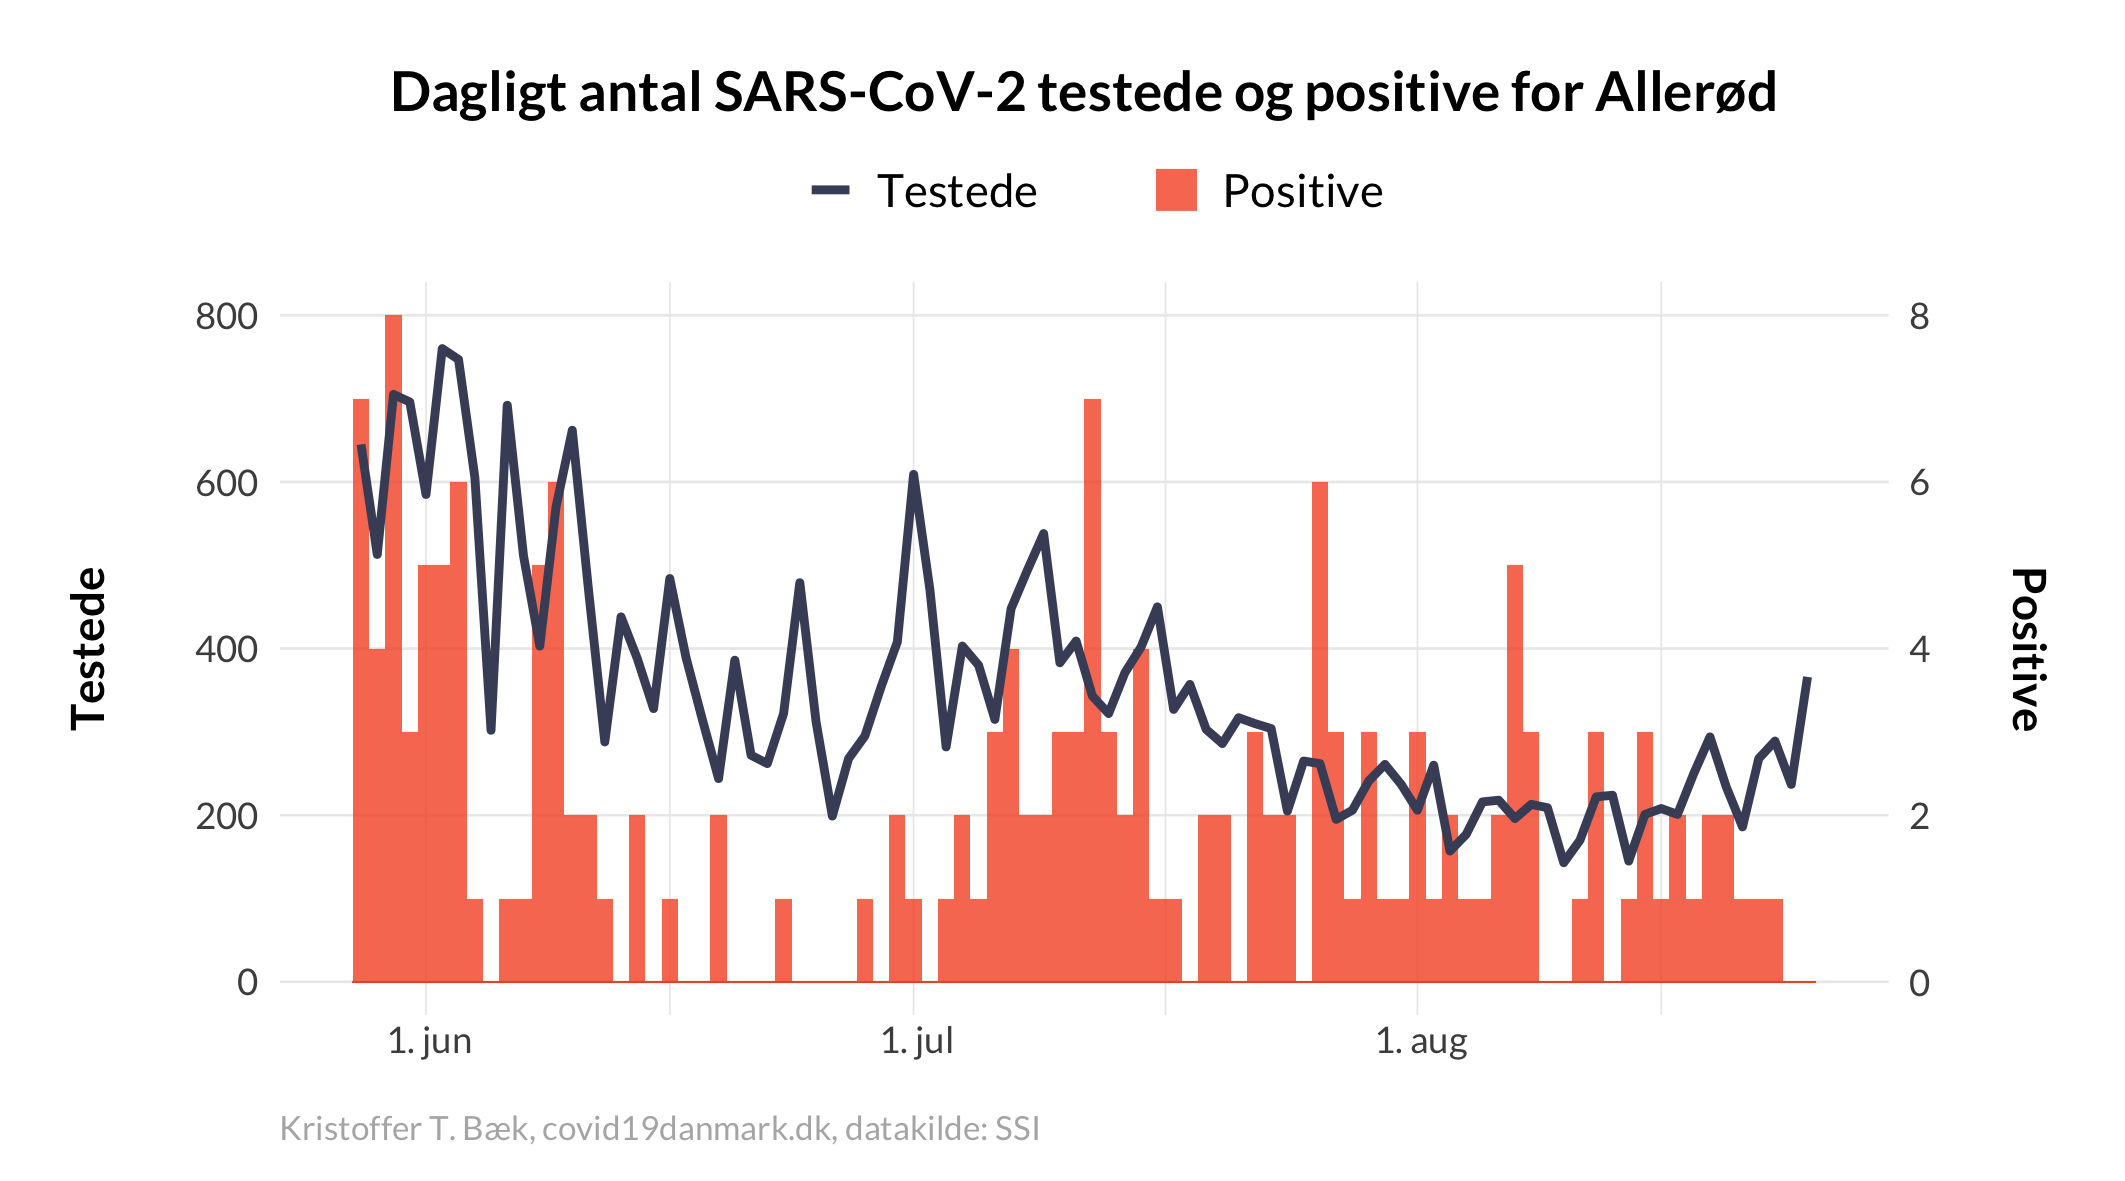 Dagligt antal SARS-CoV-2 testede og positive for Allerød
Testede
Positive
800
600
400
200
0
8
6
4
2
0
Testede
Positive
1. jun
1. jul
1. aug
Kristoffer T. Bæk, covid19danmark.dk, datakilde: SSI